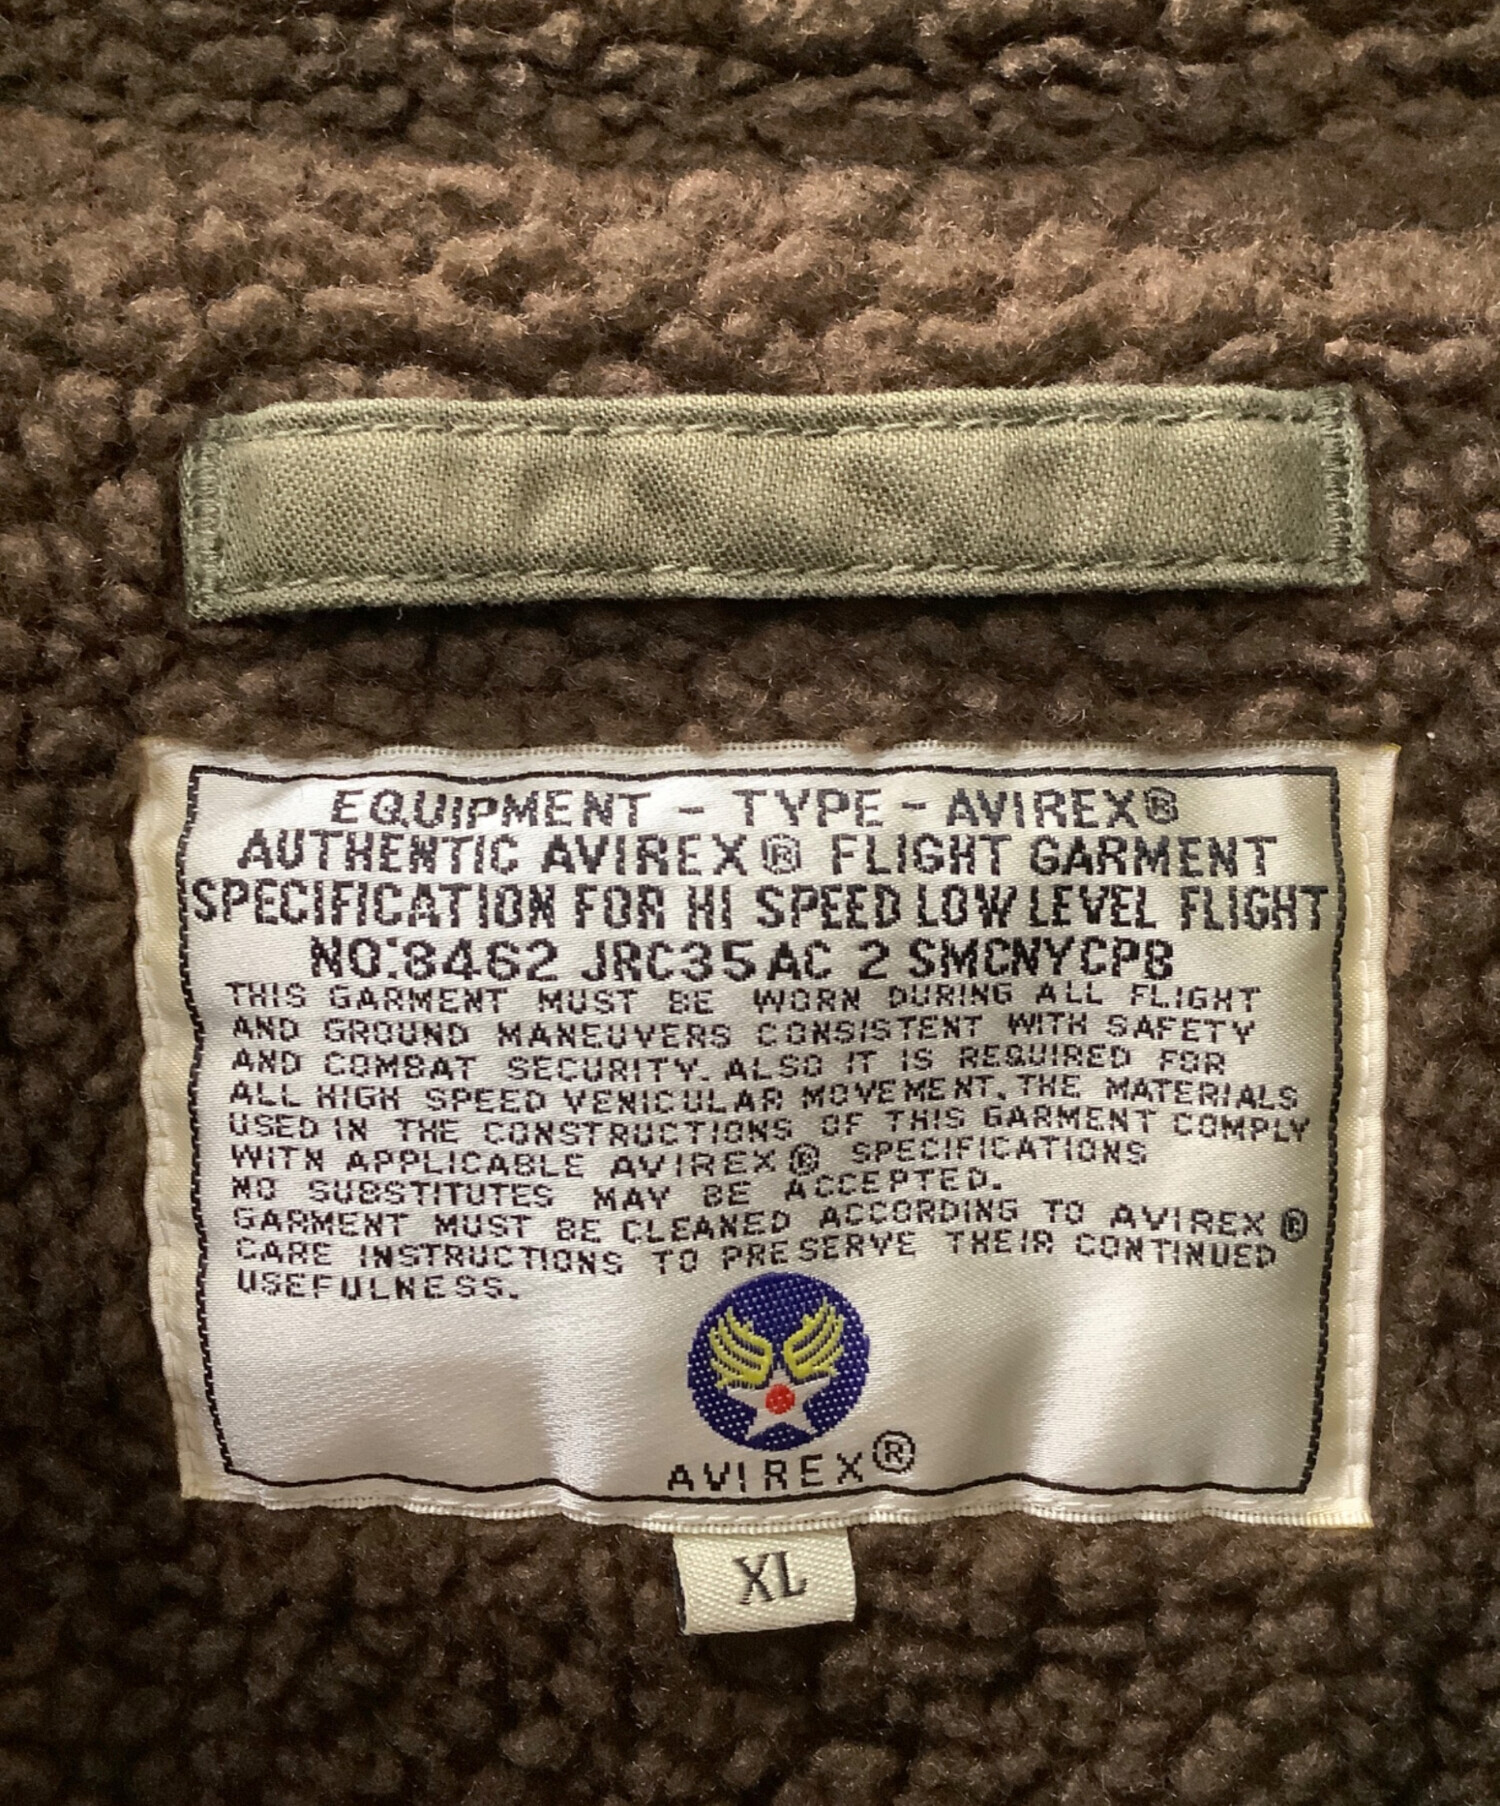 EQUIPMENT - TYPE - AVIREX®
AUTHENTIC AVIREX® FLIGHT GARMENT
SPECIFICATION FOR HI SPEED LOW LEVEL FLIGHT
NO:8462 JRC35AC 2 SMCNYCPB
THIS GARMENT MUST BE WORN DURING ALL FLIGHT
AND GROUND MANEUVERS CONSISTENT WITH SAFETY
AND COMBAT SECURITY. ALSO IT IS REQUIRED FOR
ALL HIGH SPEED VENICULAR MOVEMENT. THE MATERIALS
USED IN THE CONSTRUCTIONS OF THIS GARMENT COMPLY
WITN APPLICABLE AVIREX® SPECIFICATIONS
NO SUBSTITUTES MAY BE ACCEPTED.
GARMENT MUST BE CLEANED ACCORDING TO AVIREX®
CARE INSTRUCTIONS TO PRESERVE THEIR CONTINUED
USEFULNESS.
AVIREX®
XL